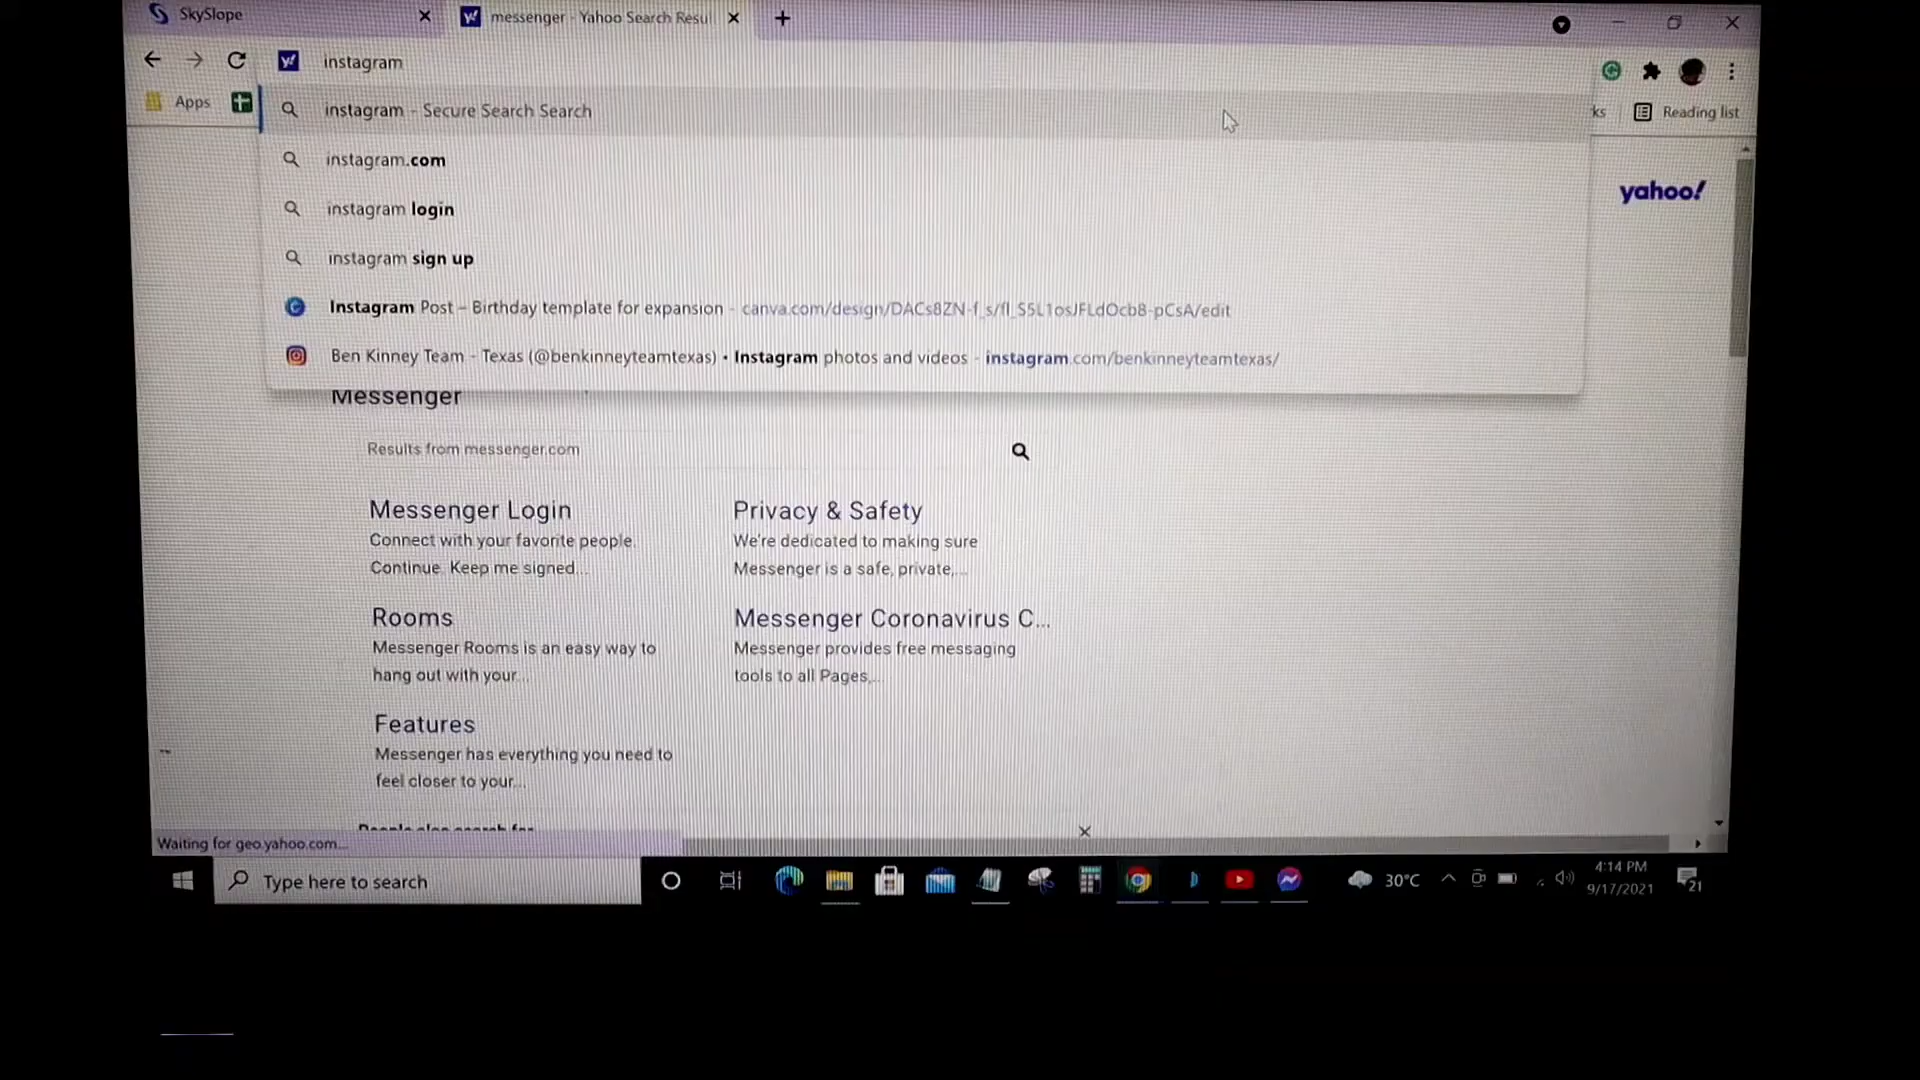 SkySlope
messenger - Yahoo Search Resul
instagram
Apps
instagram - Secure Search Search
ks
Reading list
instagram.com
yahoo!
instagram login
instagram sign up
Instagram Post – Birthday template for expansion - canva.com/design/DACs8ZN-f_s/fl_S5L1osJFLdOcb8-pCsA/edit
Ben Kinney Team - Texas (@benkinneyteamtexas) • Instagram photos and videos - instagram.com/benkinneyteamtexas/
Messenger
Results from messenger.com
Messenger Login
Connect with your favorite people.
Continue. Keep me signed...
Privacy & Safety
We're dedicated to making sure
Messenger is a safe, private,...
Rooms
Messenger Rooms is an easy way to
hang out with your...
Messenger Coronavirus C...
Messenger provides free messaging
tools to all Pages,...
Features
Messenger has everything you need to
feel closer to your...
People also search for
Waiting for geo.yahoo.com...
Type here to search
30°C
4:14 PM
9/17/2021
21